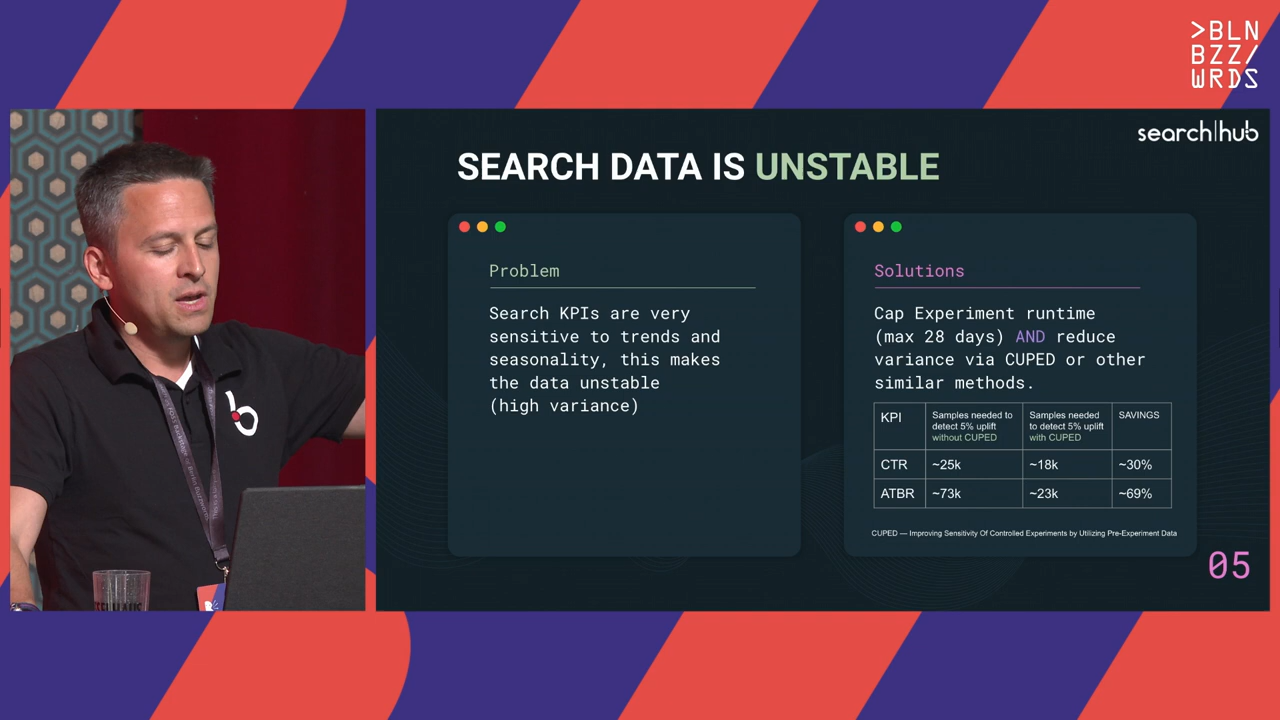 >BLN
BZZ/
WRDS
search|hub
SEARCH DATA IS UNSTABLE
Problem
Search KPIs are very
sensitive to trends and
seasonality, this makes
the data unstable
(high variance)
Solutions
Cap Experiment runtime
(max 28 days) AND reduce
variance via CUPED or other
similar methods.
KPI
Samples needed to
detect 5% uplift
without CUPED
Samples needed
to detect 5% uplift
with CUPED
SAVINGS
CTR ~25k ~18k ~30%
ATBR ~73k ~23k ~69%
CUPED — Improving Sensitivity Of Controlled Experiments by Utilizing Pre-Experiment Data
05
b